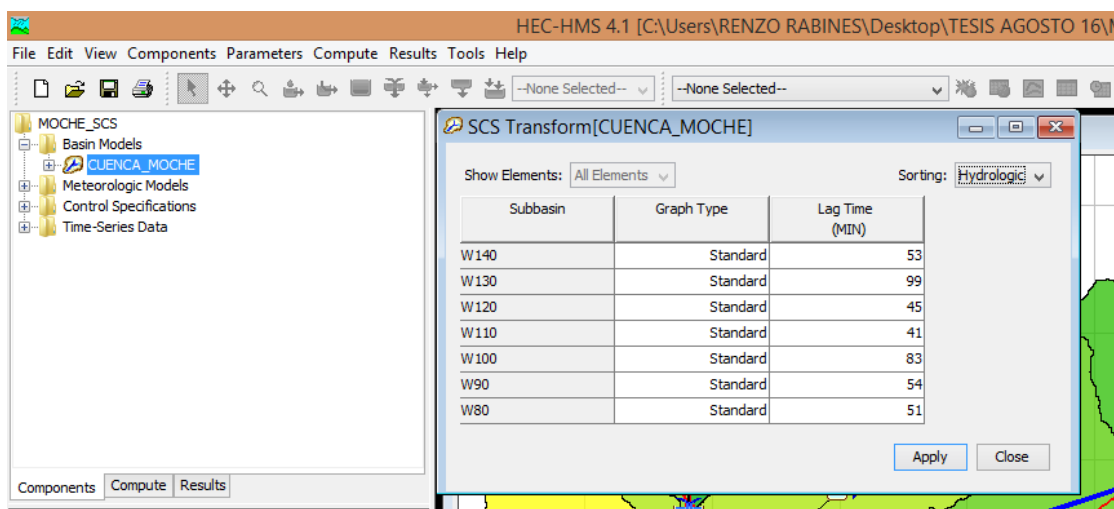 HEC-HMS 4.1 [C:\Users\RENZO RABINES\Desktop\TESIS AGOSTO 16\
File Edit View Components Parameters Compute Results Tools Help
--None Selected-- --None Selected--
MOCHE_SCS
Basin Models
CUENCA_MOCHE
Meteorologic Models
Control Specifications
Time-Series Data
Components Compute Results
SCS Transform[CUENCA_MOCHE]
Show Elements: All Elements Sorting: Hydrologic
Subbasin Graph Type Lag Time
(MIN)
W140 Standard 53
W130 Standard 99
W120 Standard 45
W110 Standard 41
W100 Standard 83
W90 Standard 54
W80 Standard 51
Apply Close